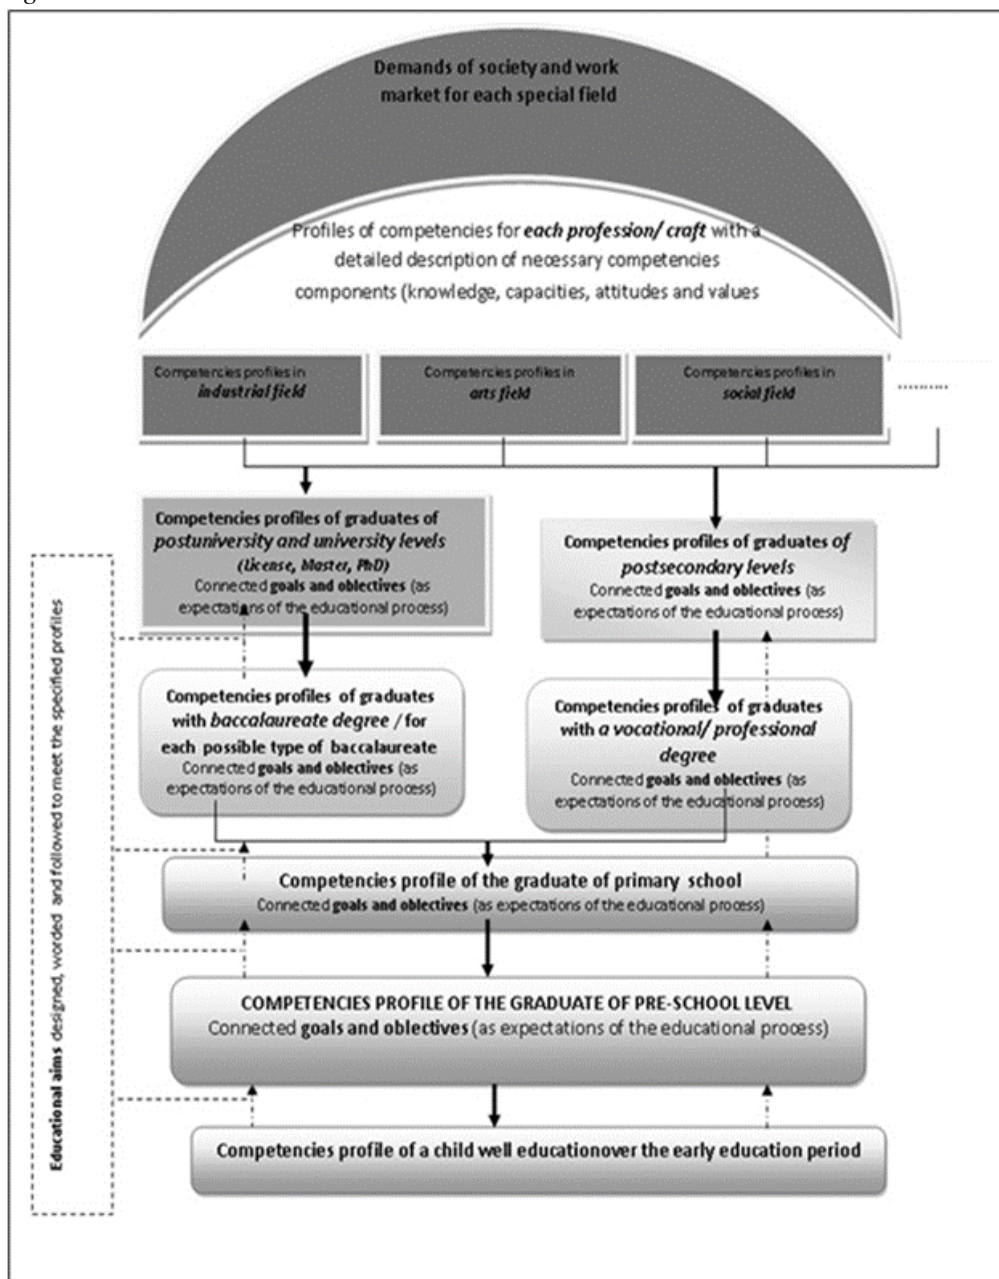 Demands of society and work
market for each special field
Profiles of competencies for each profession/ craft with a
detailed description of necessary competencies
components (knowledge, capacities, attitudes and values
Competencies profiles in
industrial field
Competencies profiles in
arts field
Competencies profiles in
social field
..........
Competencies profiles of graduates of
postuniversity and university levels
(License, Master, PhD)
Connected goals and oblectives (as
expectations of the educational process)
Competencies profiles of graduates of
postsecondary levels
Connected goals and oblectives (as
expectations of the educational process)
Competencies profiles of graduates
with baccalaureate degree / for
each possible type of baccalaureate
Connected goals and oblectives (as
expectations of the educational process)
Competencies profiles of graduates
with a vocational/ professional
degree
Connected goals and oblectives (as
expectations of the educational process)
Competencies profile of the graduate of primary school
Connected goals and oblectives (as expectations of the educational process)
COMPETENCIES PROFILE OF THE GRADUATE OF PRE-SCHOOL LEVEL
Connected goals and oblectives (as expectations of the educational process)
Competencies profile of a child well educationover the early education period
Educational aims designed, worded and followed to meet the specified profiles